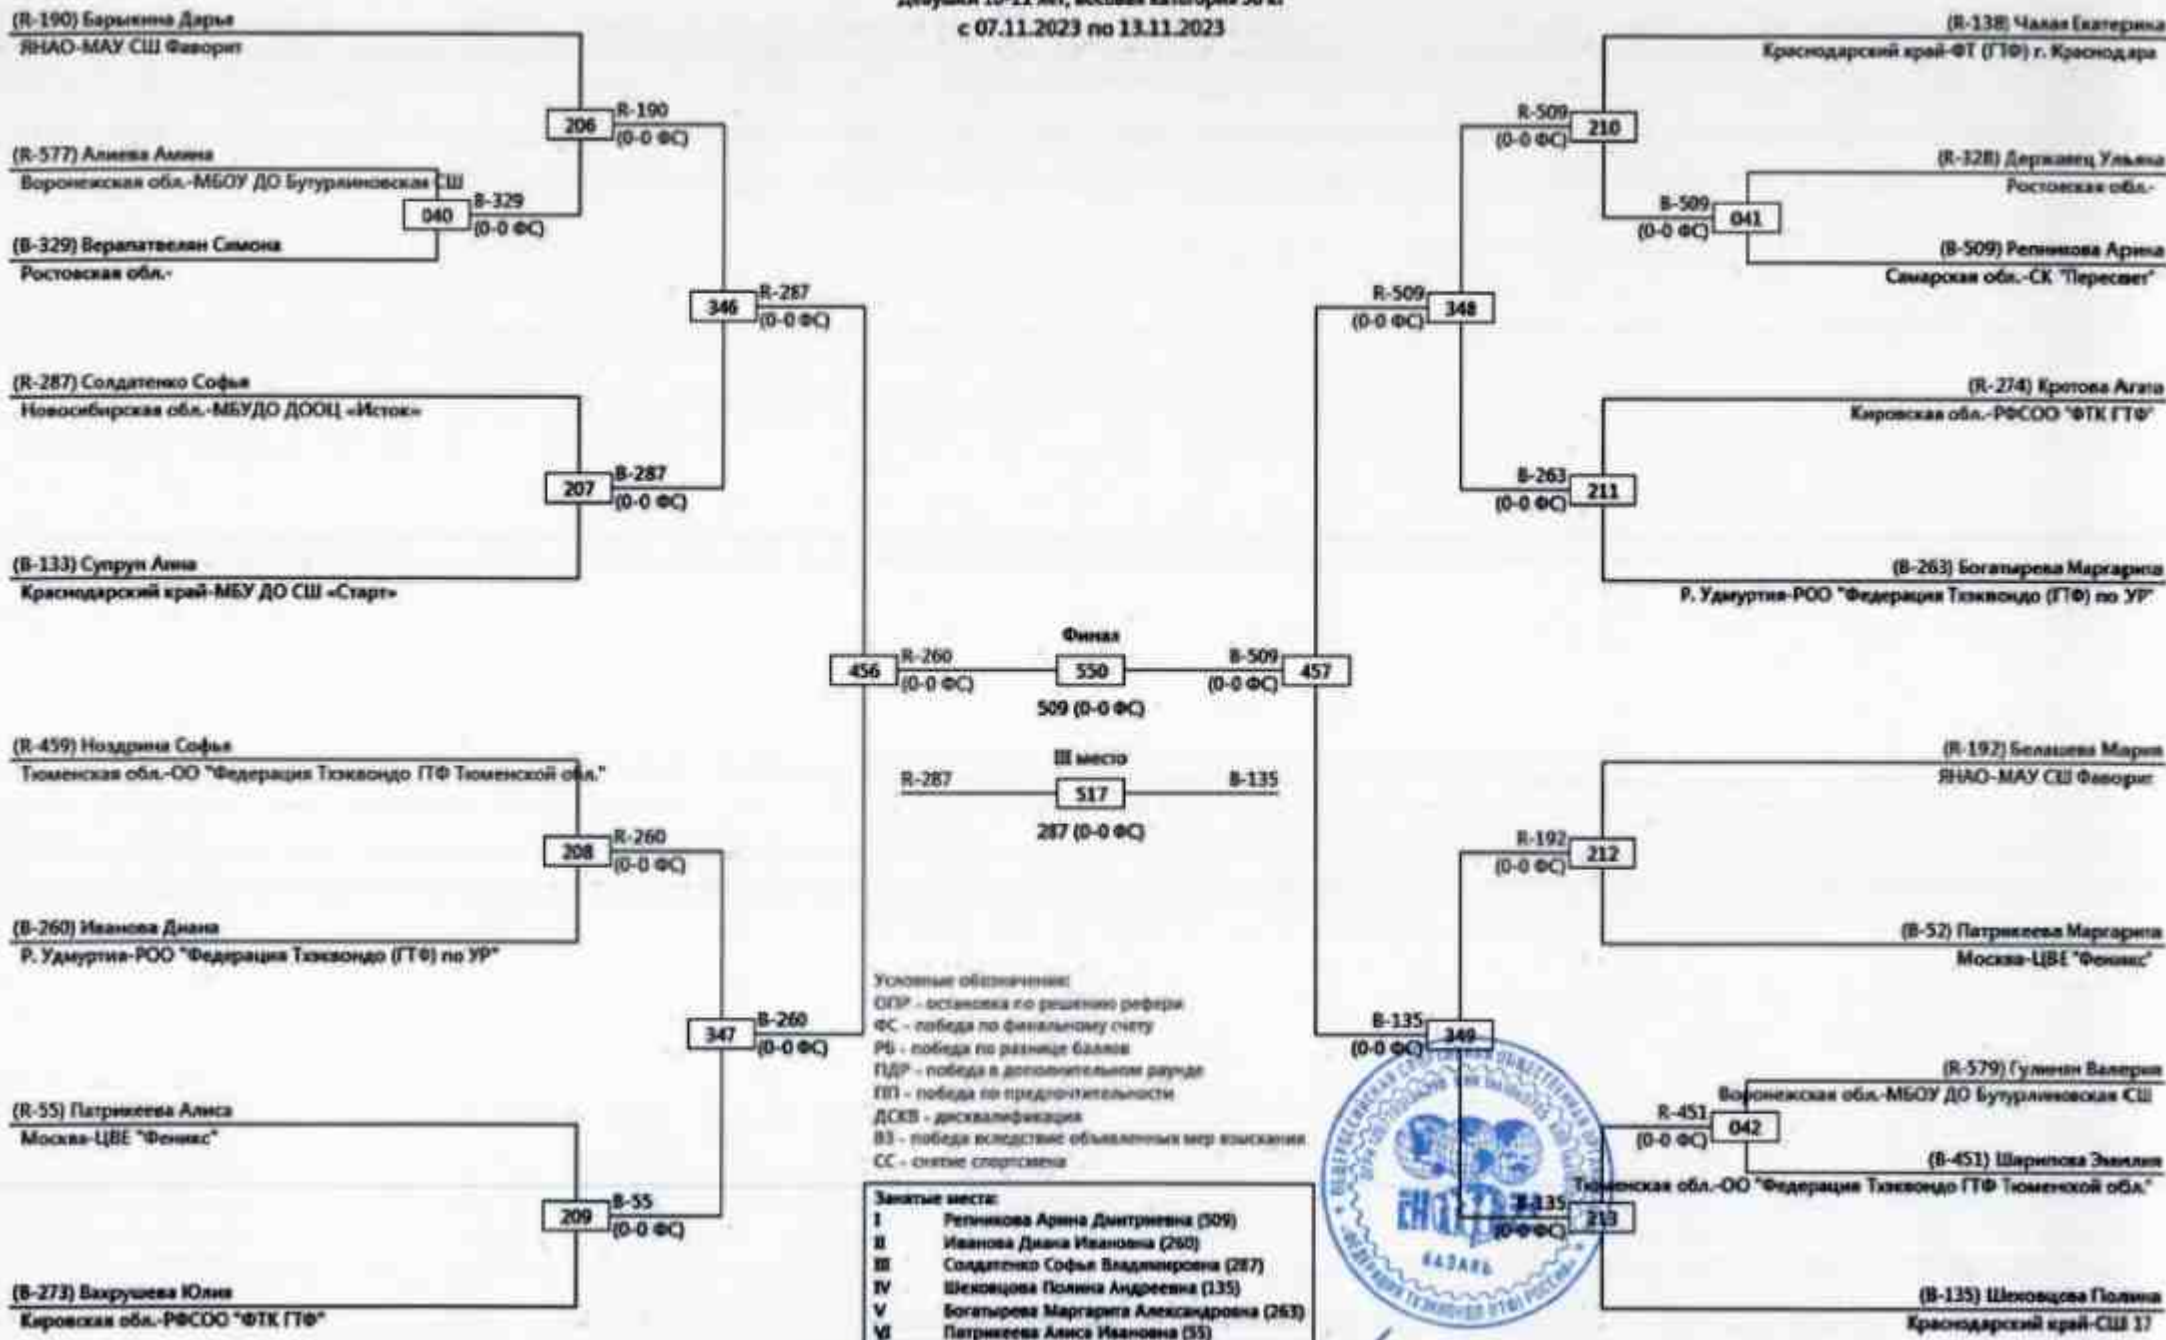 с 07.11.2023 по 13.11.2023
(R-190) Барыкина Дарья
ЯНАО-МАУ СШ Фаворит
206
R-190
(0-0 ФС)
(R-577) Алиева Амина
Воронежская обл.-МБОУ ДО Бутурлиновская СШ
040
B-329
(0-0 ФС)
(B-329) Верапатвелян Симона
Ростовская обл.-
346
R-287
(0-0 ФС)
(R-287) Солдатенко Софья
Новосибирская обл.-МБУДО ДООЦ «Исток»
207
B-287
(0-0 ФС)
(B-133) Супрун Анна
Краснодарский край-МБУ ДО СШ «Старт»
456
R-260
(0-0 ФС)
(R-459) Ноздрина Софья
Тюменская обл.-ОО "Федерация Тхэквондо ГТФ Тюменской обл."
208
R-260
(0-0 ФС)
(B-260) Иванова Диана
Р. Удмуртия-РОО "Федерация Тхэквондо (ГТФ) по УР"
347
B-260
(0-0 ФС)
(R-55) Патрикеева Алиса
Москва-ЦВЕ "Феникс"
209
B-55
(0-0 ФС)
(B-273) Вахрушева Юлия
Кировская обл.-РФСОО "ФТК ГТФ"
Финал
550
509 (0-0 ФС)
III место
R-287
517
B-135
287 (0-0 ФС)
Условные обозначения:
ОПР - остановка по решению рефери
ФС - победа по финальному счету
РБ - победа по разнице баллов
ПДР - победа в дополнительном раунде
ПП - победа по предпочтительности
ДСКВ - дисквалификация
ВЗ - победа вследствие объявленных мер взыскания
СС - снятие спортсмена
Занятые места:
I Репникова Арина Дмитриевна (509)
II Иванова Диана Ивановна (260)
III Солдатенко Софья Владимировна (287)
IV Шеховцова Полина Андреевна (135)
V Богатырева Маргарита Александровна (263)
VI Патрикеева Алиса Ивановна (55)
(R-138) Чалая Екатерина
Краснодарский край-ФТ (ГТФ) г. Краснодара
R-509
(0-0 ФС)
210
(R-328) Державец Ульяна
Ростовская обл.-
B-509
(0-0 ФС)
041
(B-509) Репникова Арина
Самарская обл.-СК "Пересвет"
R-509
(0-0 ФС)
348
(R-274) Кротова Агата
Кировская обл.-РФСОО "ФТК ГТФ"
B-263
(0-0 ФС)
211
(B-263) Богатырева Маргарита
Р. Удмуртия-РОО "Федерация Тхэквондо (ГТФ) по УР"
B-509
(0-0 ФС)
457
(R-192) Белашева Мария
ЯНАО-МАУ СШ Фаворит
R-192
(0-0 ФС)
212
(B-52) Патрикеева Маргарита
Москва-ЦВЕ "Феникс"
B-135
(0-0 ФС)
349
(R-579) Гулинян Валерия
Воронежская обл.-МБОУ ДО Бутурлиновская СШ
R-451
(0-0 ФС)
042
(B-451) Шарипова Эмилия
Тюменская обл.-ОО "Федерация Тхэквондо ГТФ Тюменской обл."
B-135
(0-0 ФС)
213
(B-135) Шеховцова Полина
Краснодарский край-СШ 17